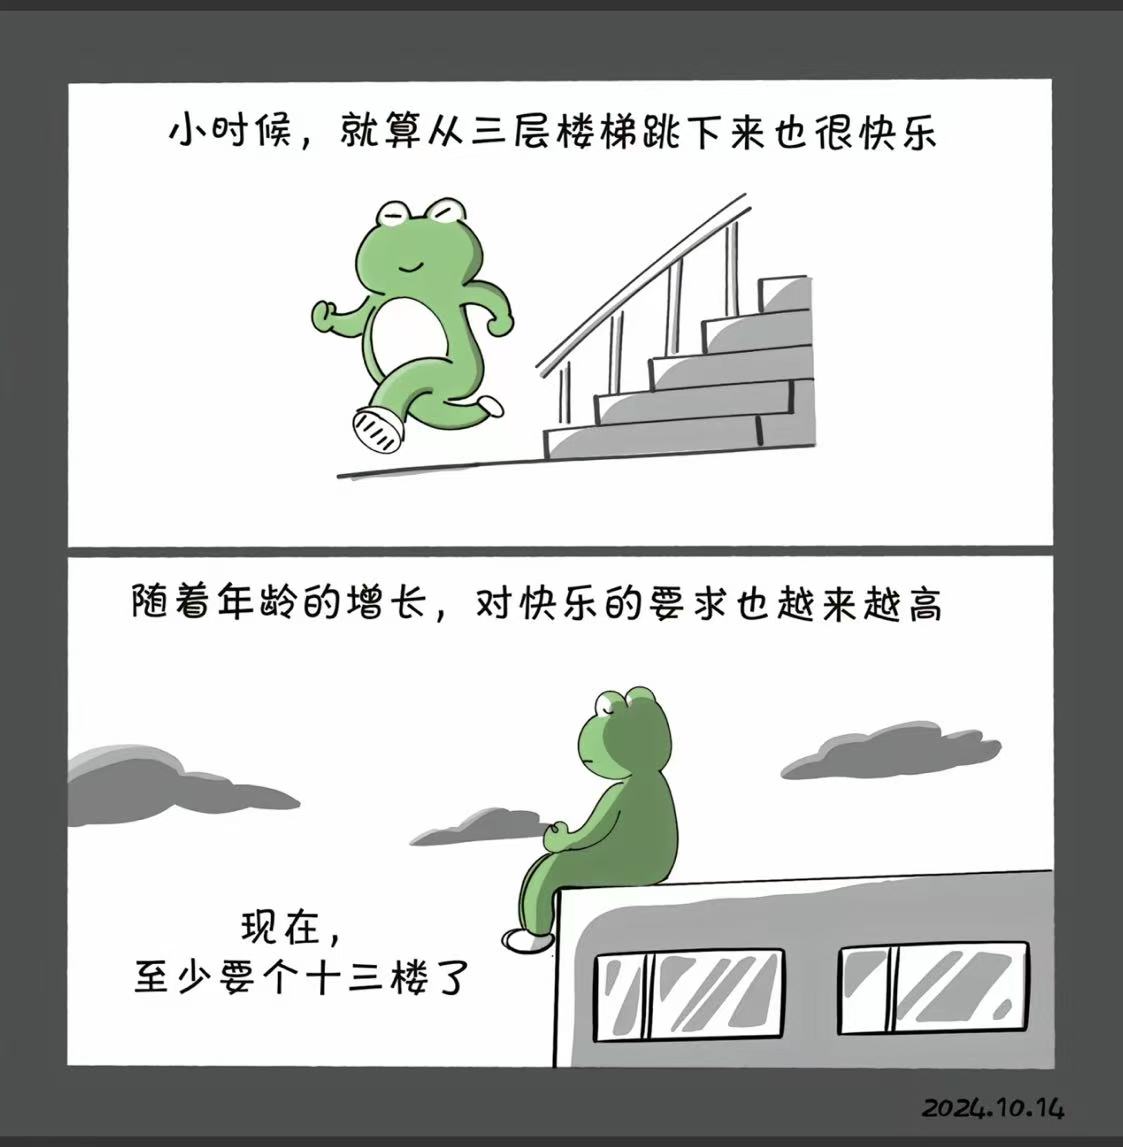 小时候，就算从三层楼梯跳下来也很快乐
随着年龄的增长，对快乐的要求也越来越高
现在，
至少要个十三楼了
2024.10.14